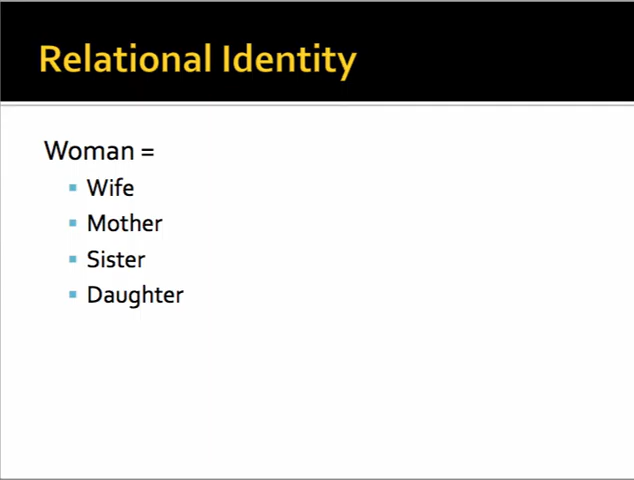 Relational Identity
Woman =
Wife
Mother
Sister
Daughter